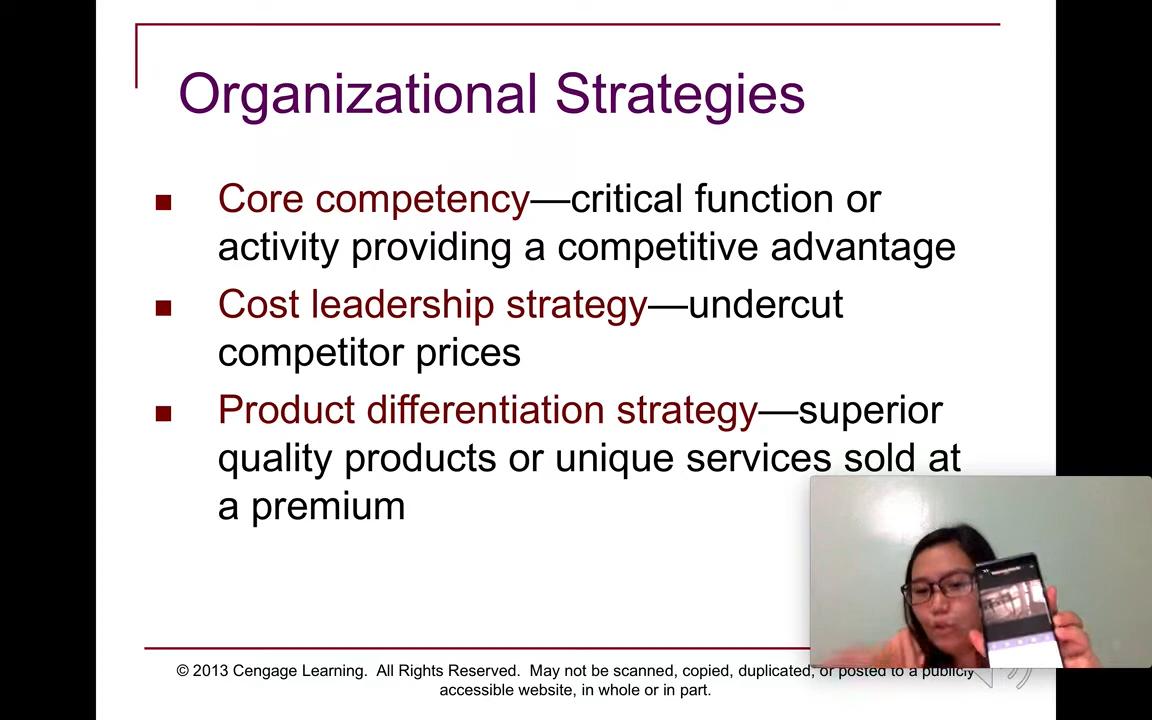 Organizational Strategies
Core competency—critical function or
activity providing a competitive advantage
Cost leadership strategy—undercut
competitor prices
Product differentiation strategy—superior
quality products or unique services sold at
a premium
© 2013 Cengage Learning. All Rights Reserved. May not be scanned, copied, duplicated, or posted to a publicly
accessible website, in whole or in part.